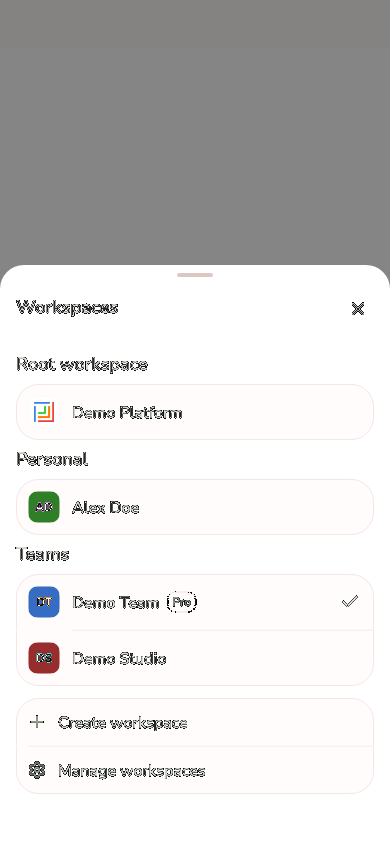 Workspaces
Root workspace
Demo Platform
Personal
AD
Alex Doe
Teams
DT
Demo Team Pro
DS
Demo Studio
Create workspace
Manage workspaces